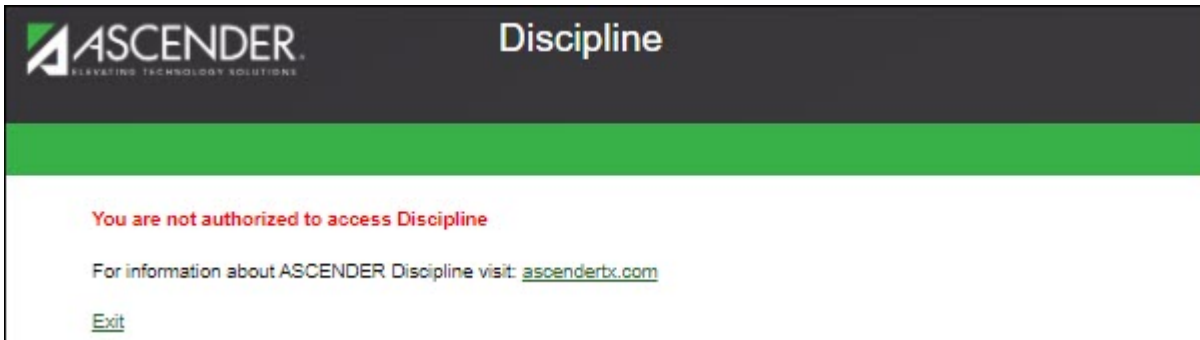 ASCENDER.
Discipline
ELEVATING TECHNOLOGY SOLUTIONS
You are not authorized to access Discipline
For information about ASCENDER Discipline visit: ascendertx.com
Exit